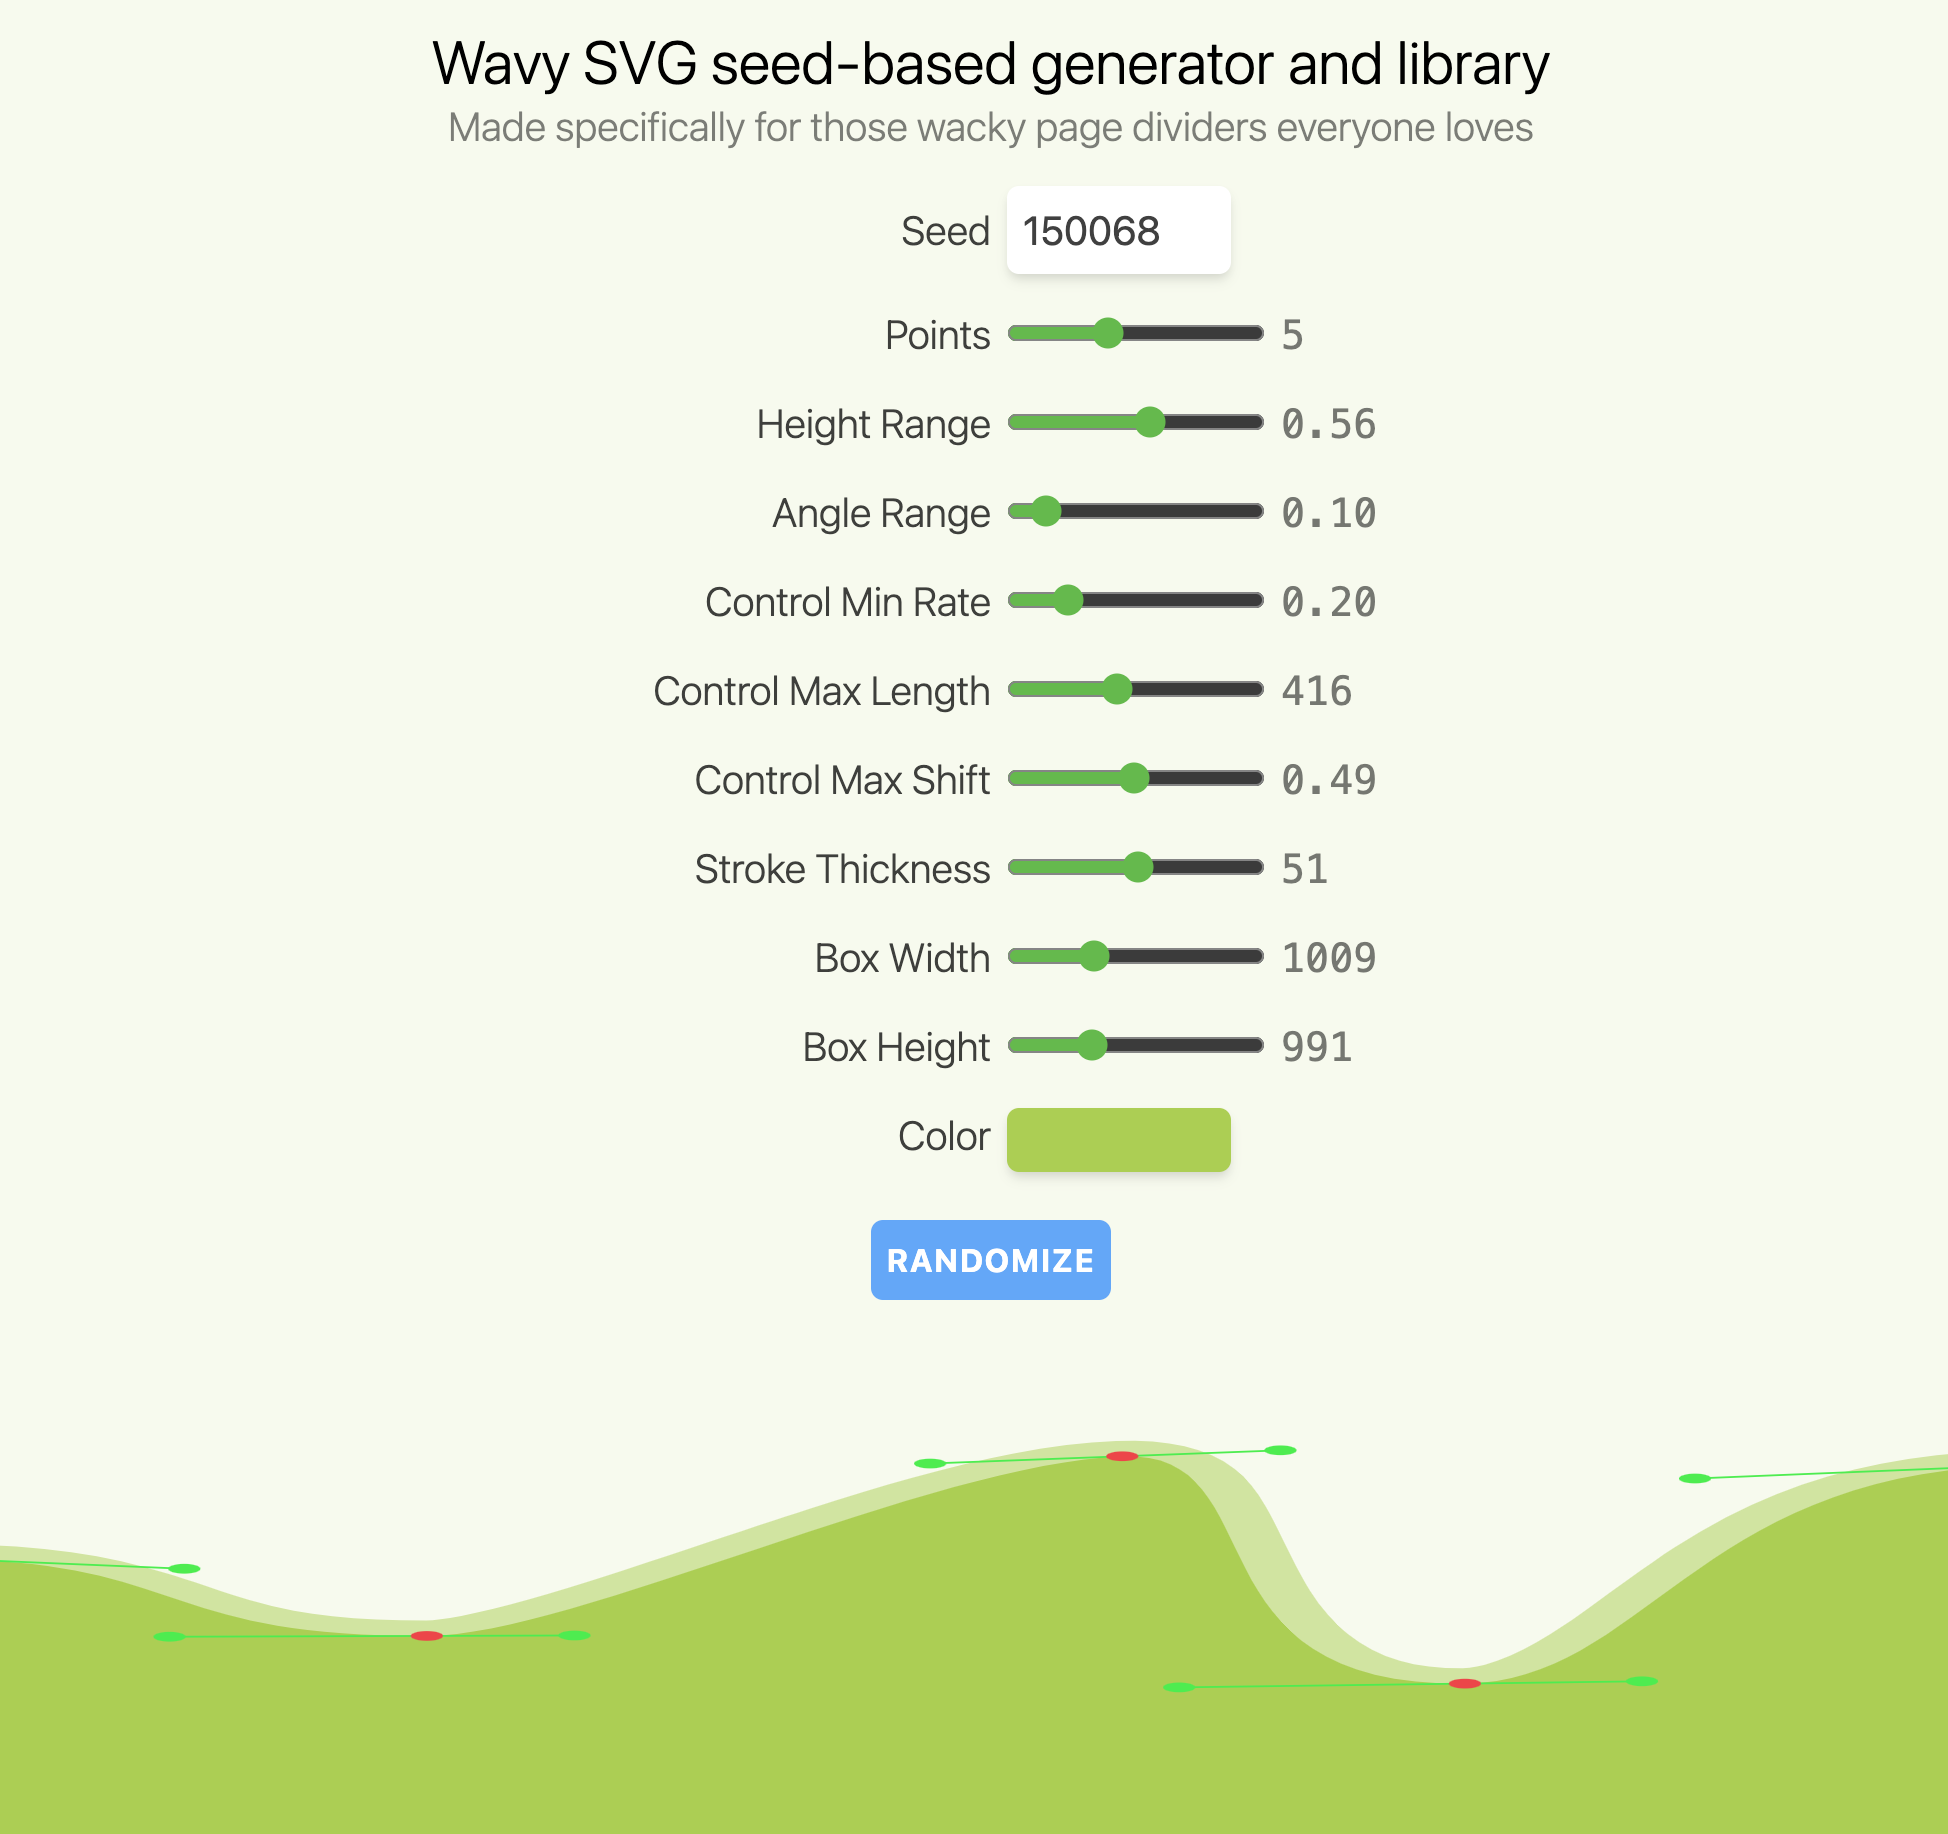 Wavy SVG seed-based generator and library
Made specifically for those wacky page dividers everyone loves
Seed 150068
Points 5
Height Range 0.56
Angle Range 0.10
Control Min Rate 0.20
Control Max Length 416
Control Max Shift 0.49
Stroke Thickness 51
Box Width 1009
Box Height 991
Color
RANDOMIZE